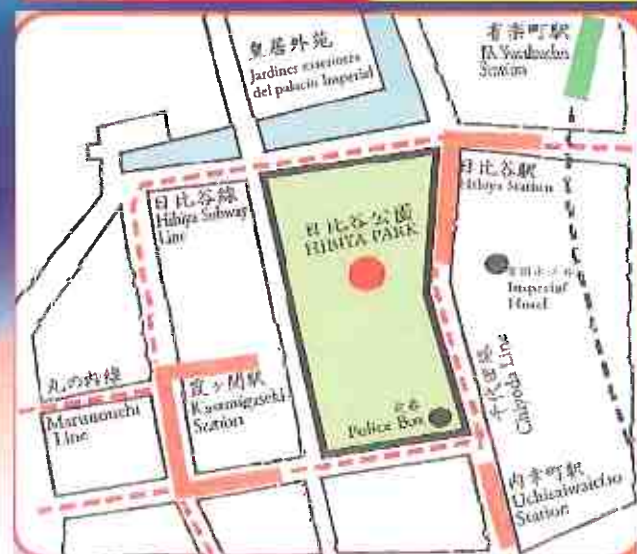 皇居外苑
Jardines exteriores
del palacio Imperial
有楽町駅
JR Yurakucho
Station
日比谷線
Hibiya Subway
Line
日比谷公園
HIBIYA PARK
日比谷駅
Hibiya Station
Imperial
Hotel
丸の内線
Marunouchi
Line
霞ヶ関駅
Kasumigaseki
Station
千代田線
Chiyoda Line
Police Box
内幸町駅
Uchisaiwaicho
Station